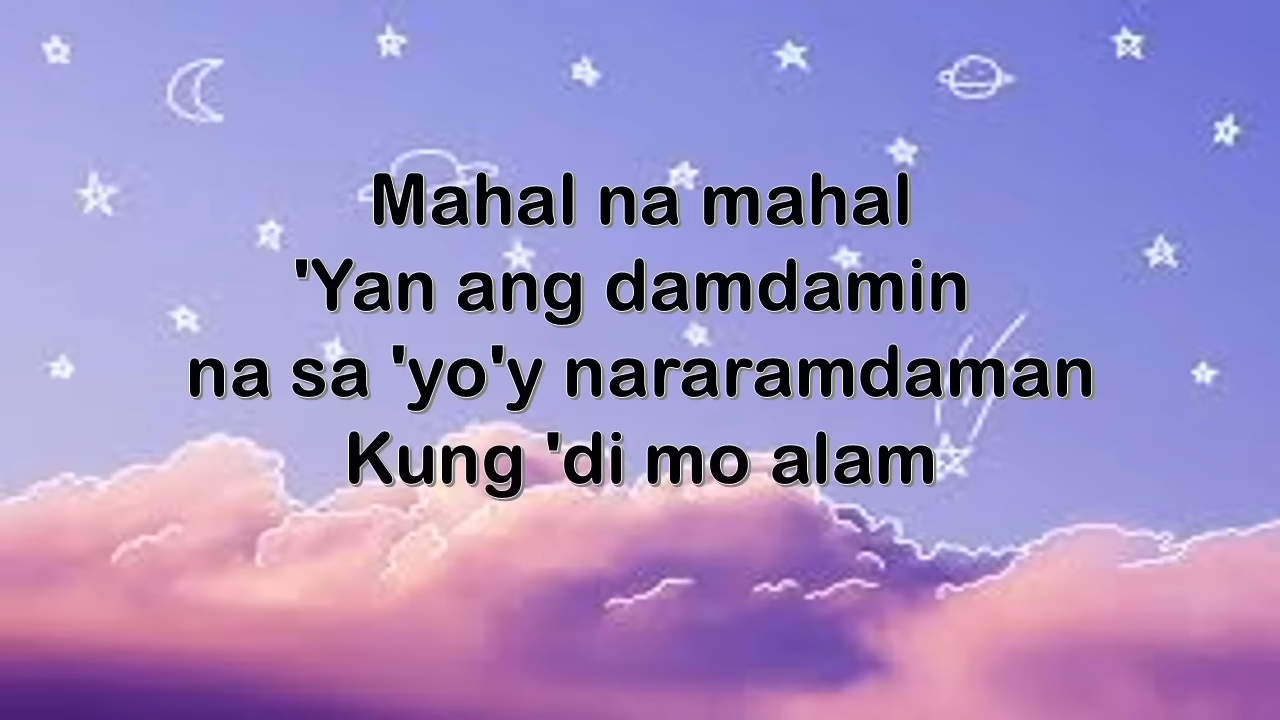 Mahal na mahal
'Yan ang damdamin
na sa 'yo'y nararamdaman
Kung 'di mo alam